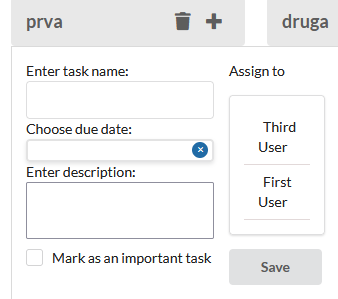 prva
druga
Enter task name:
Assign to
Choose due date:
Third
User
Enter description:
First
User
Mark as an important task
Save